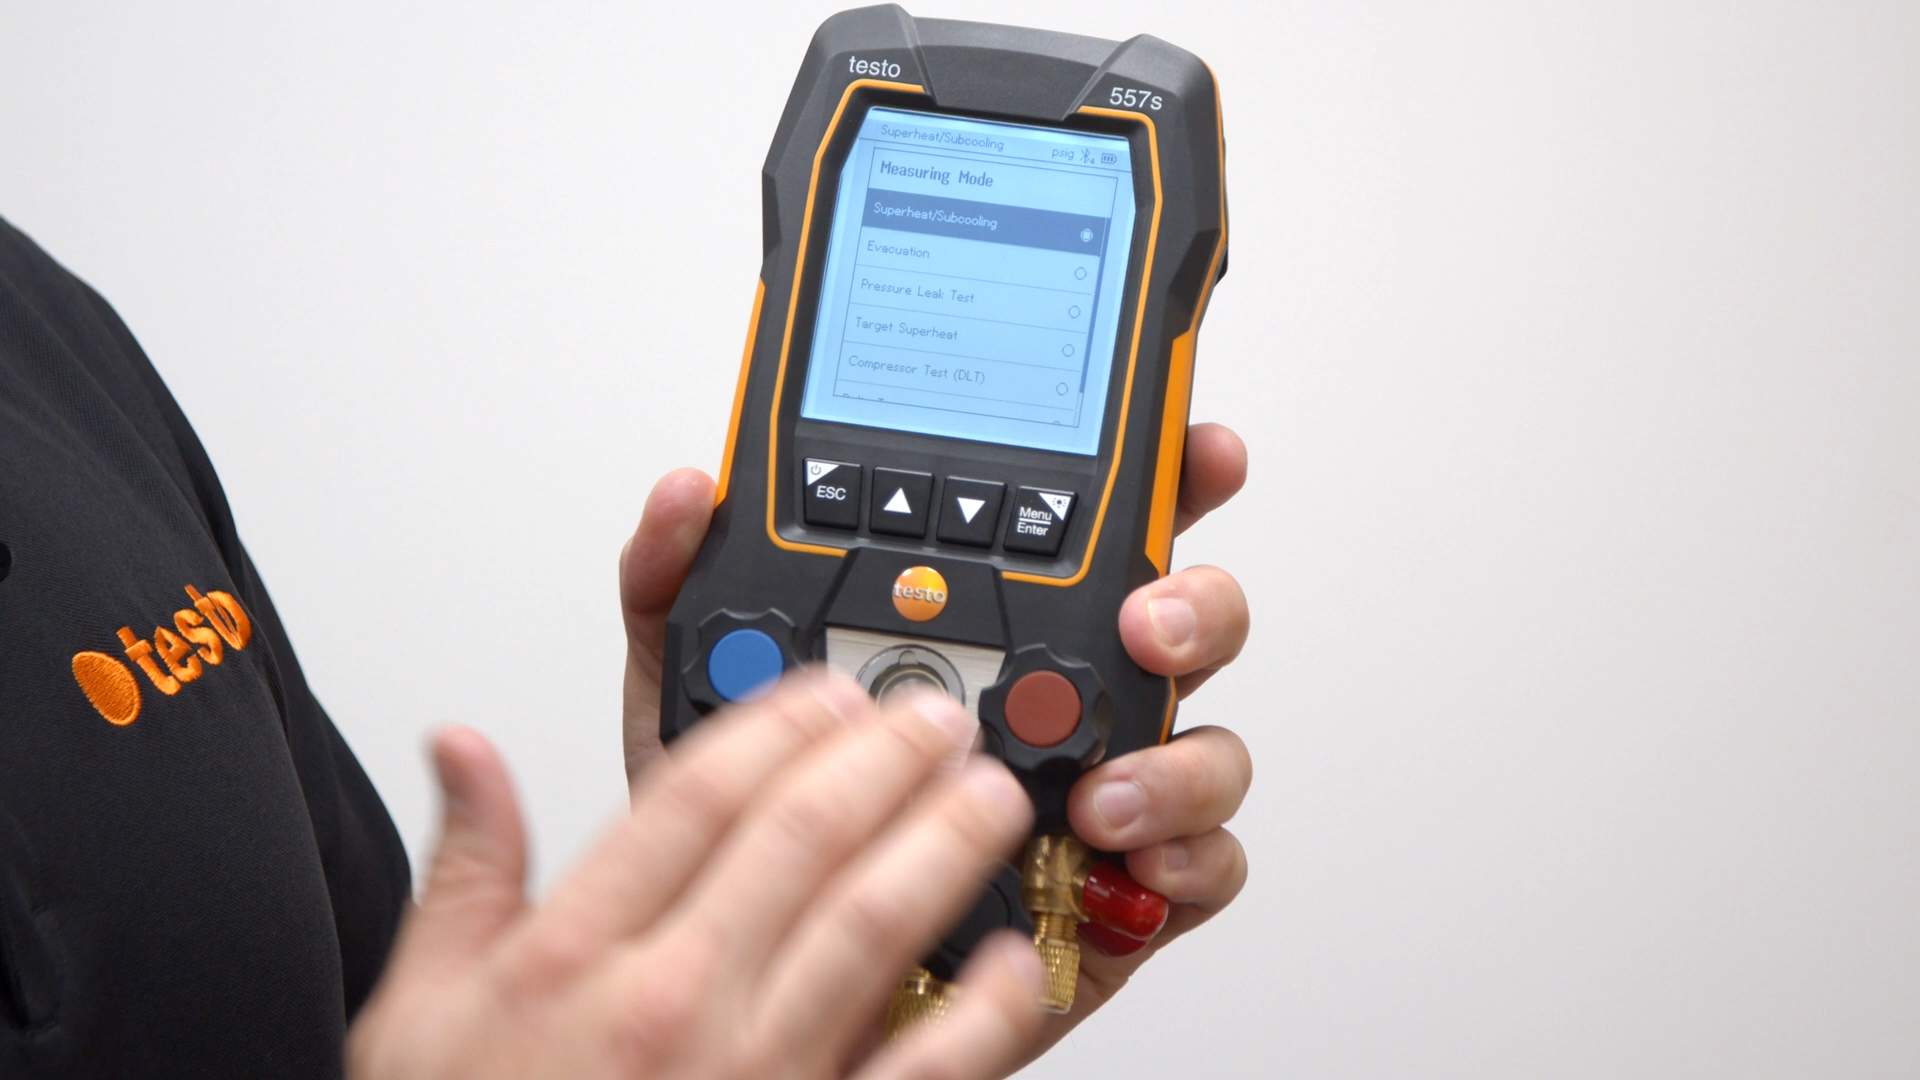 testo
557s
Superheat/Subcooling
psig
Measuring Mode
Superheat/Subcooling
Evacuation
Pressure Leak Test
Target Superheat
Compressor Test (DLT)
ESC
Menu
Enter
testo
testo